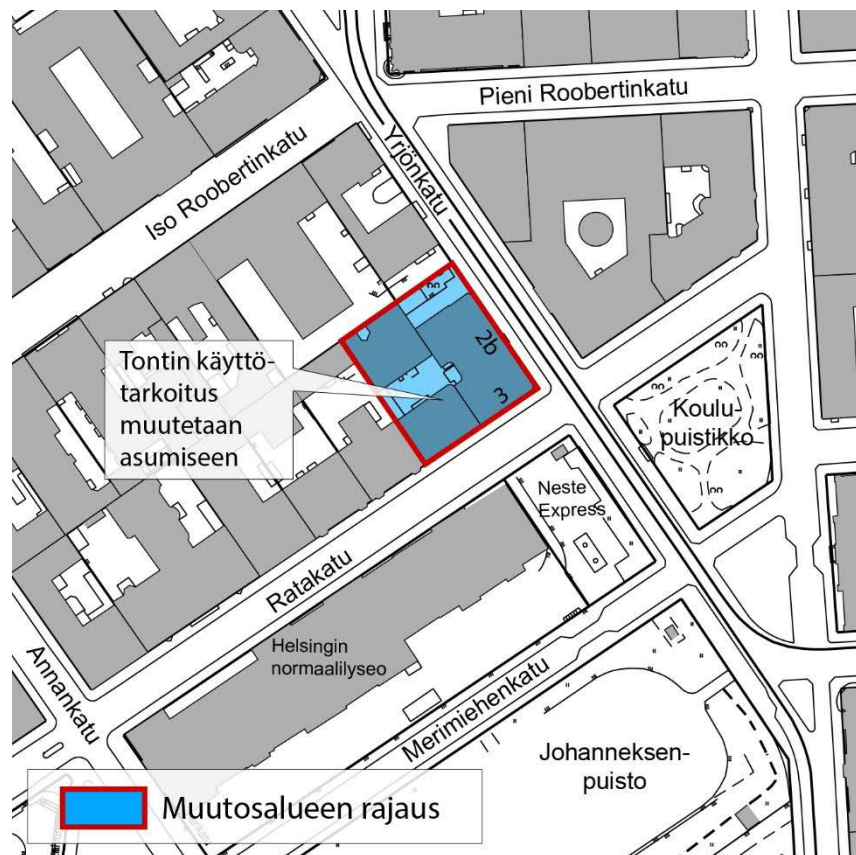 Pieni Roobertinkatu
Yrjönkatu
Iso Roobertinkatu
2b
3
Tontin käyttö-
tarkoitus
muutetaan
asumiseen
Koulu-
puistikko
Neste
Express
Ratakatu
Helsingin
normaalilyseo
Annankatu
Merimiehenkatu
Johanneksen-
puisto
Muutosalueen rajaus